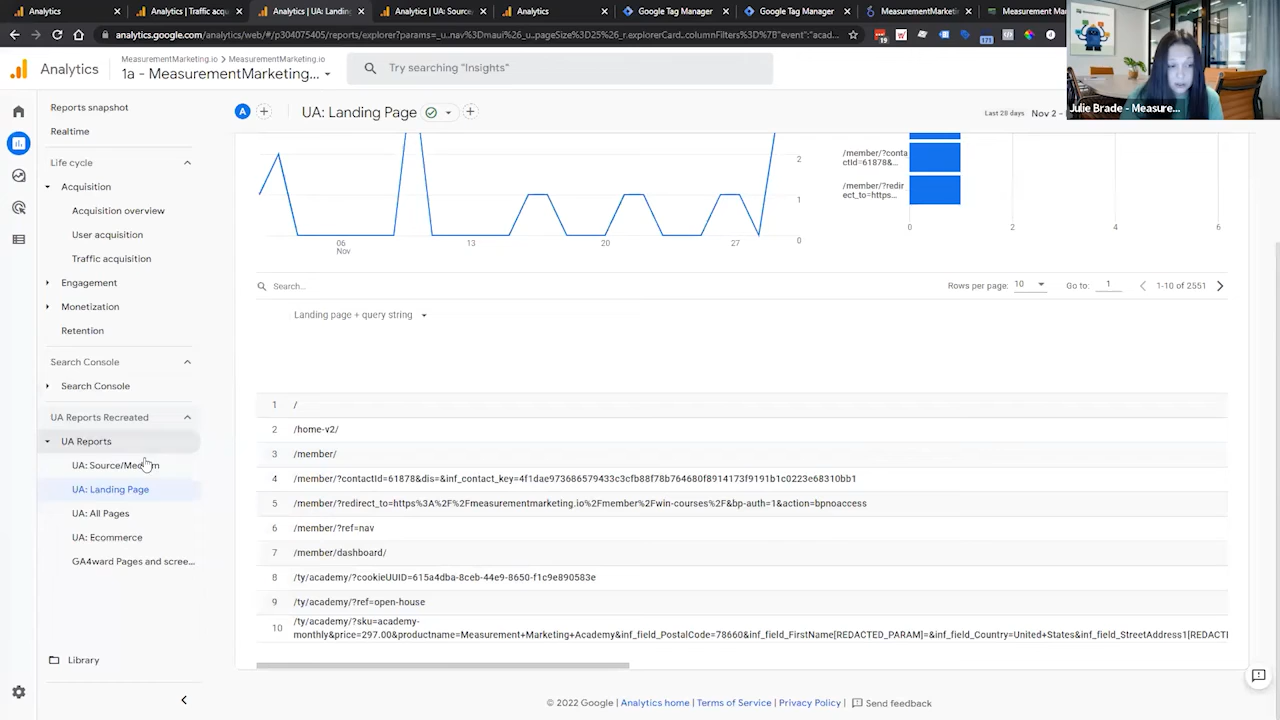 Analytics
Analytics | Traffic acqu
Analytics | UA: Landin
Analytics | UA: Source
Analytics
Google Tag Manager
Google Tag Manager
MeasurementMarketin
Measurement Ma
analytics.google.com/analytics/web/#/p304075405/reports/explorer?params=_u..nav%3Dmaui%26_u..pageSize%3D25%26_r.explorerCard..columnFilters%3D%7B"event":"acad...
19
171
Analytics
MeasurementMarketing.io > MeasurementMarketing.io
1a - MeasurementMarketing...
Try searching "Insights"
Julie Brade - Measure...
Reports snapshot
Realtime
Life cycle
Acquisition
Acquisition overview
User acquisition
Traffic acquisition
Engagement
Monetization
Retention
Search Console
Search Console
UA Reports Recreated
UA Reports
UA: Source/Medium
UA: Landing Page
UA: All Pages
UA: Ecommerce
GA4ward Pages and scree...
Library
A
UA: Landing Page
Last 28 days
Nov 2 -
2
1
0
06
Nov
13
20
27
/member/?conta
ctId=61878&...
/member/?redir
ect_to=https...
0
2
4
6
Search...
Rows per page:
10
Go to:
1
1-10 of 2551
Landing page + query string
1 /
2 /home-v2/
3 /member/
4 /member/?contactId=61878&dis=&inf_contact_key=4f1dae973686579433c3cfb88f78b764680f8914173f9191b1c0223e68310bb1
5 /member/?redirect_to=https%3A%2F%2Fmeasurementmarketing.io%2Fmember%2Fwin-courses%2F&bp-auth=1&action=bpnoaccess
6 /member/?ref=nav
7 /member/dashboard/
8 /ty/academy/?cookieUUID=615a4dba-8ceb-44e9-8650-f1c9e890583e
9 /ty/academy/?ref=open-house
10 /ty/academy/?sku=academy-
monthly&price=297.00&productname=Measurement+Marketing+Academy&inf_field_PostalCode=78660&inf_field_FirstName[REDACTED_PARAM]=&inf_field_Country=United+States&inf_field_StreetAddress1[REDACTI
© 2022 Google | Analytics home | Terms of Service | Privacy Policy | Send feedback